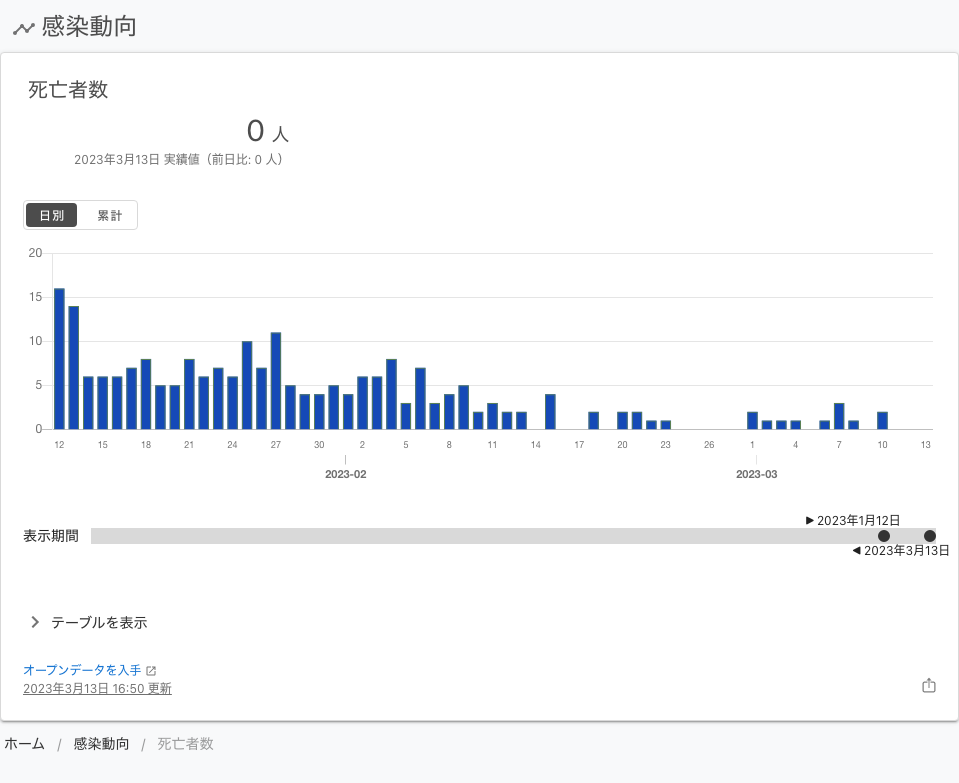 感染動向
死亡者数
0 人
2023年3月13日 実績値（前日比: 0 人）
日別 累計
20
15
10
5
0
12 15 18 21 24 27 30 2 5 8 11 14 17 20 23 26 1 4 7 10 13
2023-02 2023-03
▶ 2023年1月12日
表示期間
◀ 2023年3月13日
テーブルを表示
オープンデータを入手
2023年3月13日 16:50 更新
ホーム / 感染動向 / 死亡者数